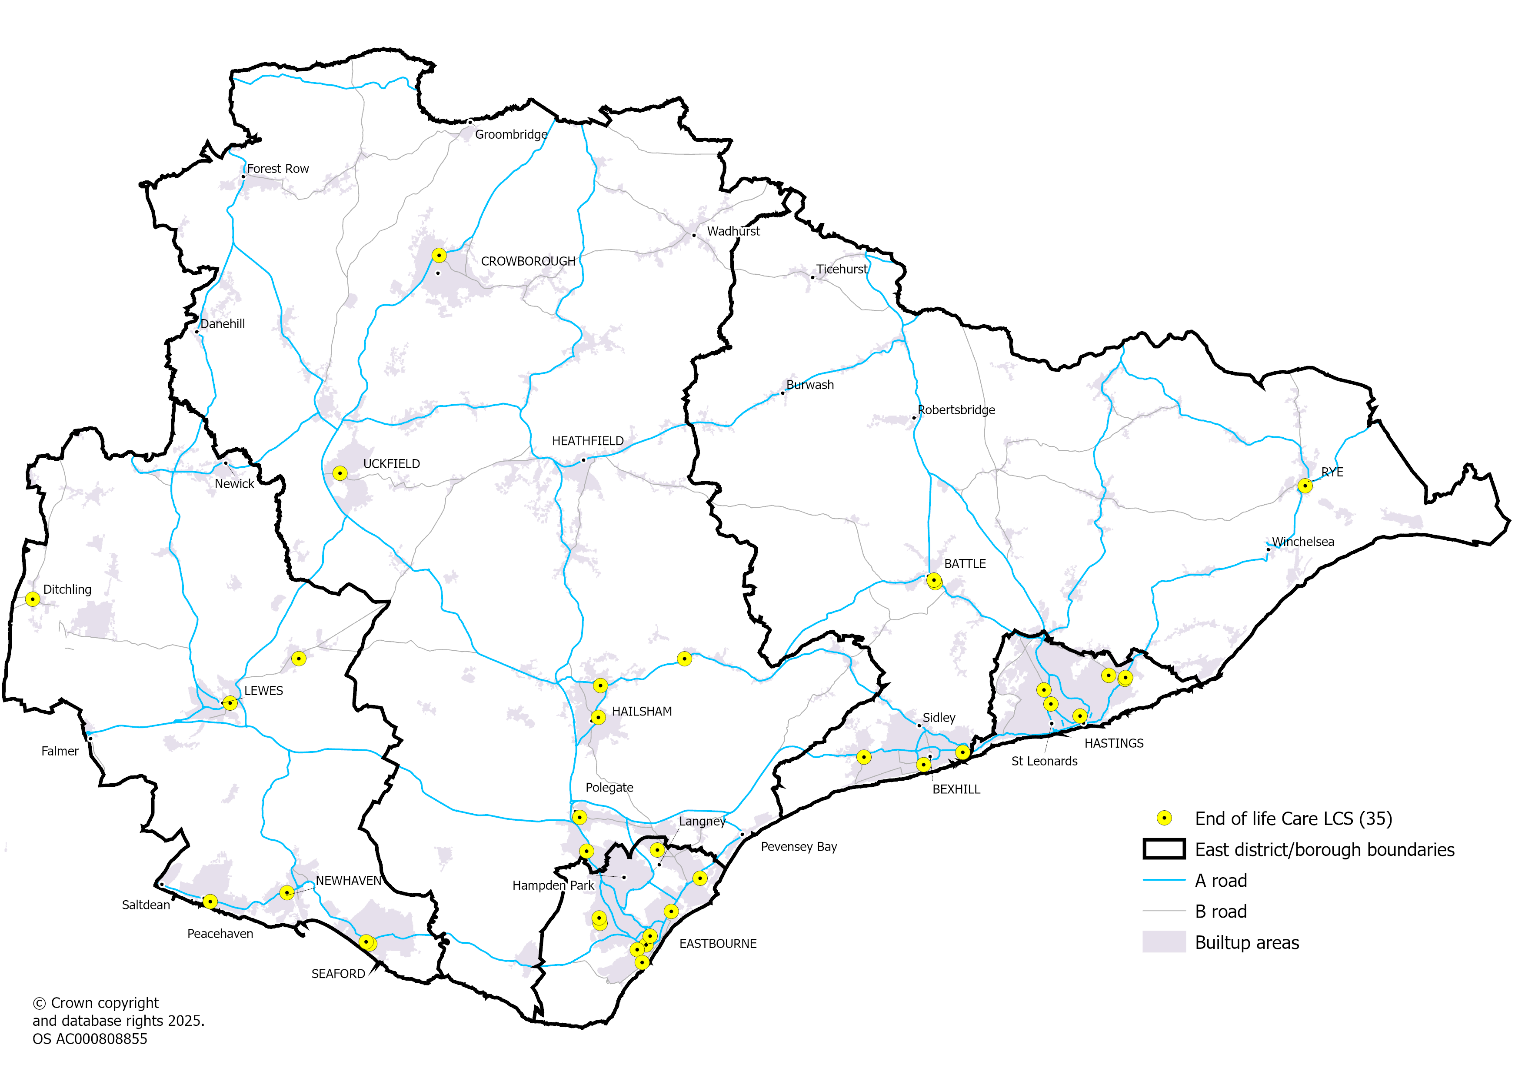 Groombridge
Forest Row
Wadhurst
CROWBOROUGH
Ticehurst
Danehill
Burwash
Robertsbridge
HEATHFIELD
UCKFIELD
RYE
Newick
Winchelsea
BATTLE
Ditchling
LEWES
HAILSHAM
Sidley
HASTINGS
Falmer
St Leonards
BEXHILL
Polegate
Langney
Pevensey Bay
Hampden Park
NEWHAVEN
Saltdean
Peacehaven
EASTBOURNE
SEAFORD
End of life Care LCS (35)
East district/borough boundaries
A road
B road
Builtup areas
© Crown copyright
and database rights 2025.
OS AC000808855